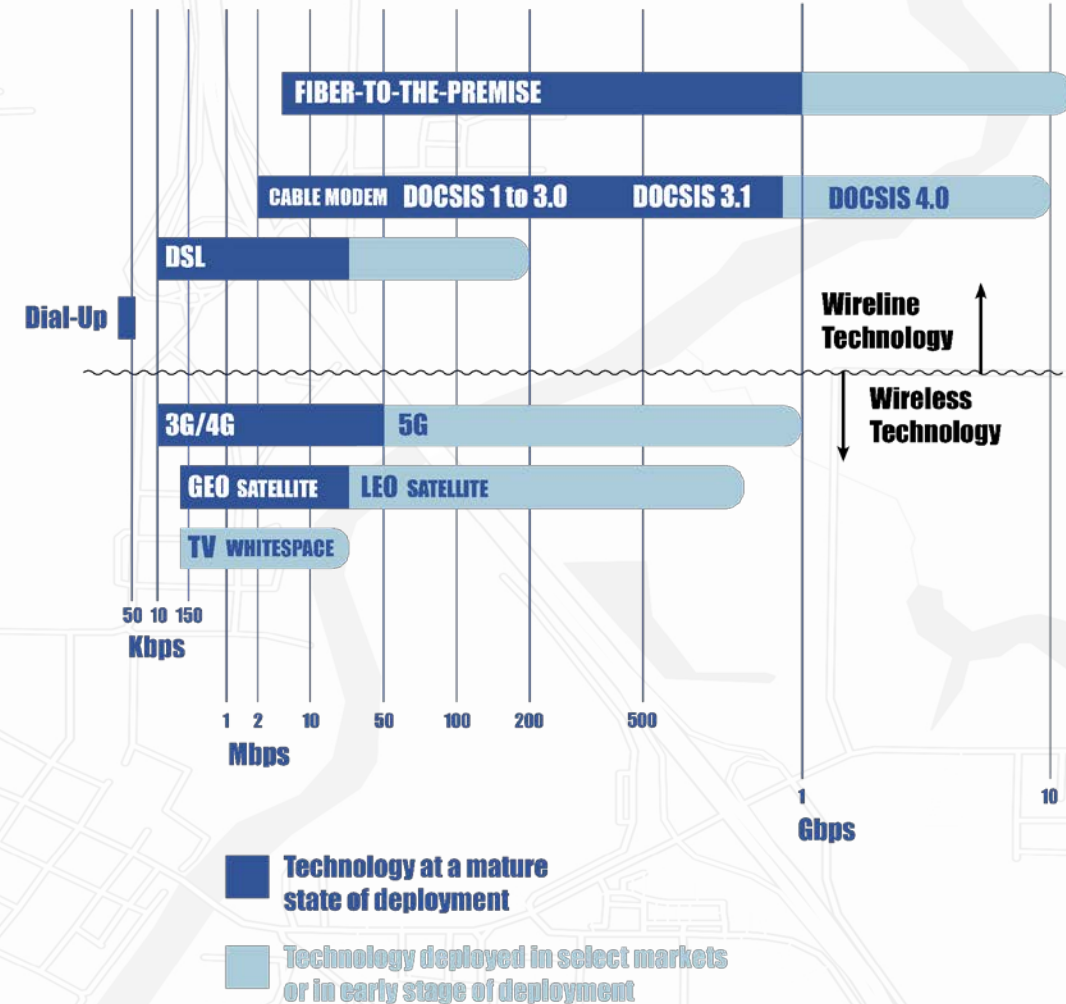 FIBER-TO-THE-PREMISE
CABLE MODEM DOCSIS 1 to 3.0 DOCSIS 3.1 DOCSIS 4.0
DSL
Dial-Up
Wireline
Technology
Wireless
Technology
3G/4G 5G
GEO SATELLITE LEO SATELLITE
TV WHITESPACE
50 10 150
Kbps
1 2 10 50 100 200 500
Mbps
1 10
Gbps
Technology at a mature
state of deployment
Technology deployed in select markets
or in early stage of deployment